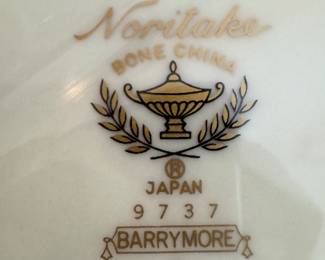 Noritake
BONE CHINA
®
JAPAN
9737
BARRYMORE